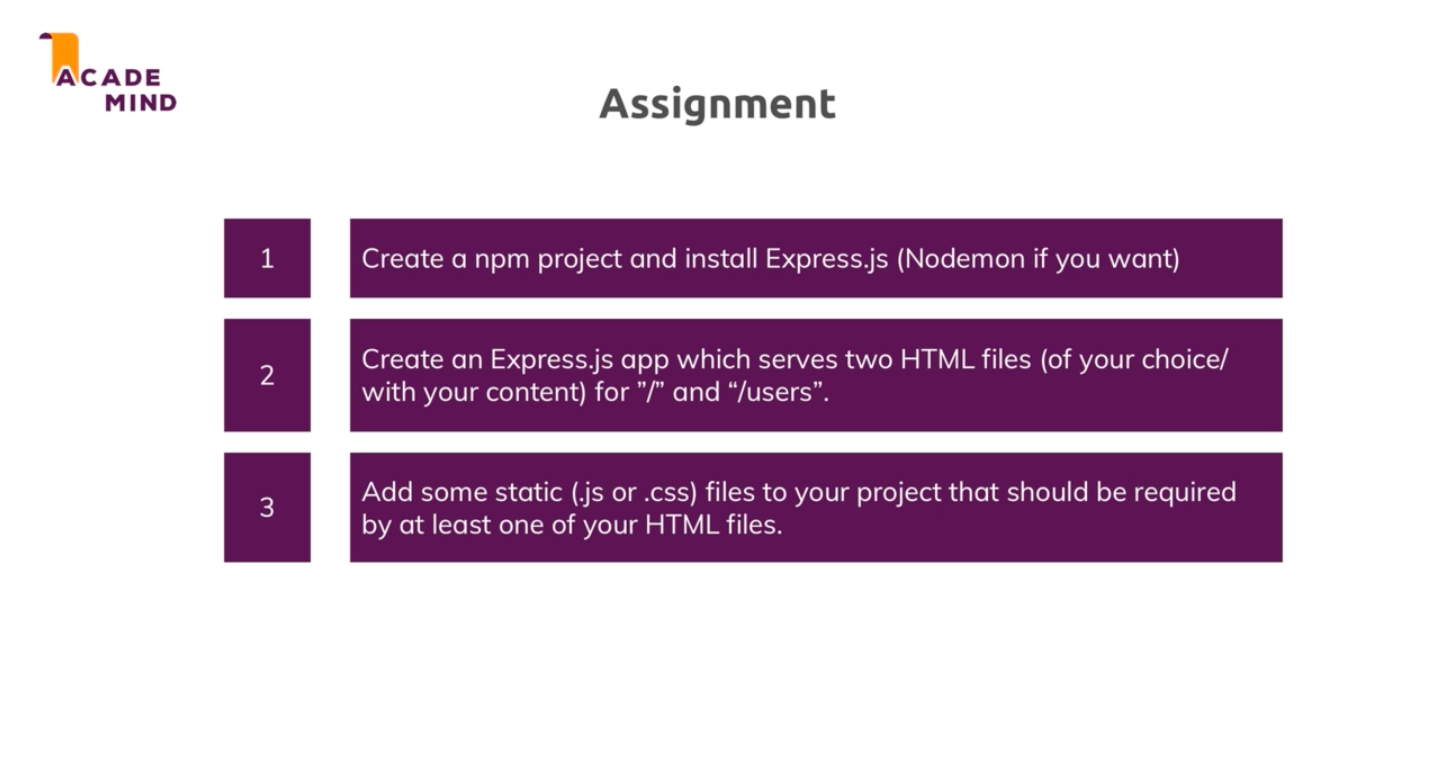 ACADE
MIND
Assignment
1
Create a npm project and install Express.js (Nodemon if you want)
2
Create an Express.js app which serves two HTML files (of your choice/
with your content) for ”/” and “/users”.
3
Add some static (.js or .css) files to your project that should be required
by at least one of your HTML files.